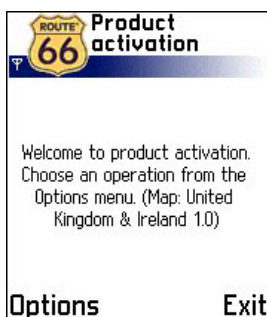 ROUTE
66
Product
activation
Welcome to product activation.
Choose an operation from the
Options menu. (Map: United
Kingdom & Ireland 1.0)
Options Exit